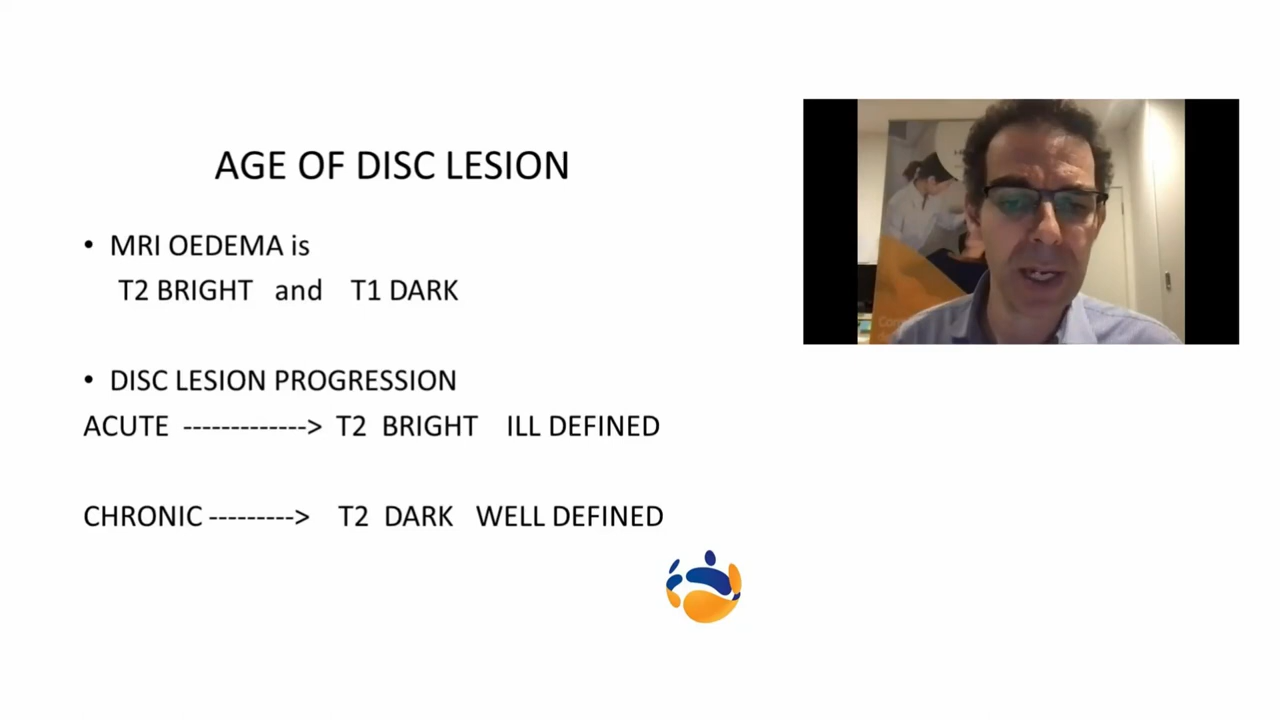 AGE OF DISC LESION
• MRI OEDEMA is
T2 BRIGHT and T1 DARK
• DISC LESION PROGRESSION
ACUTE -------------> T2 BRIGHT ILL DEFINED
CHRONIC ---------> T2 DARK WELL DEFINED